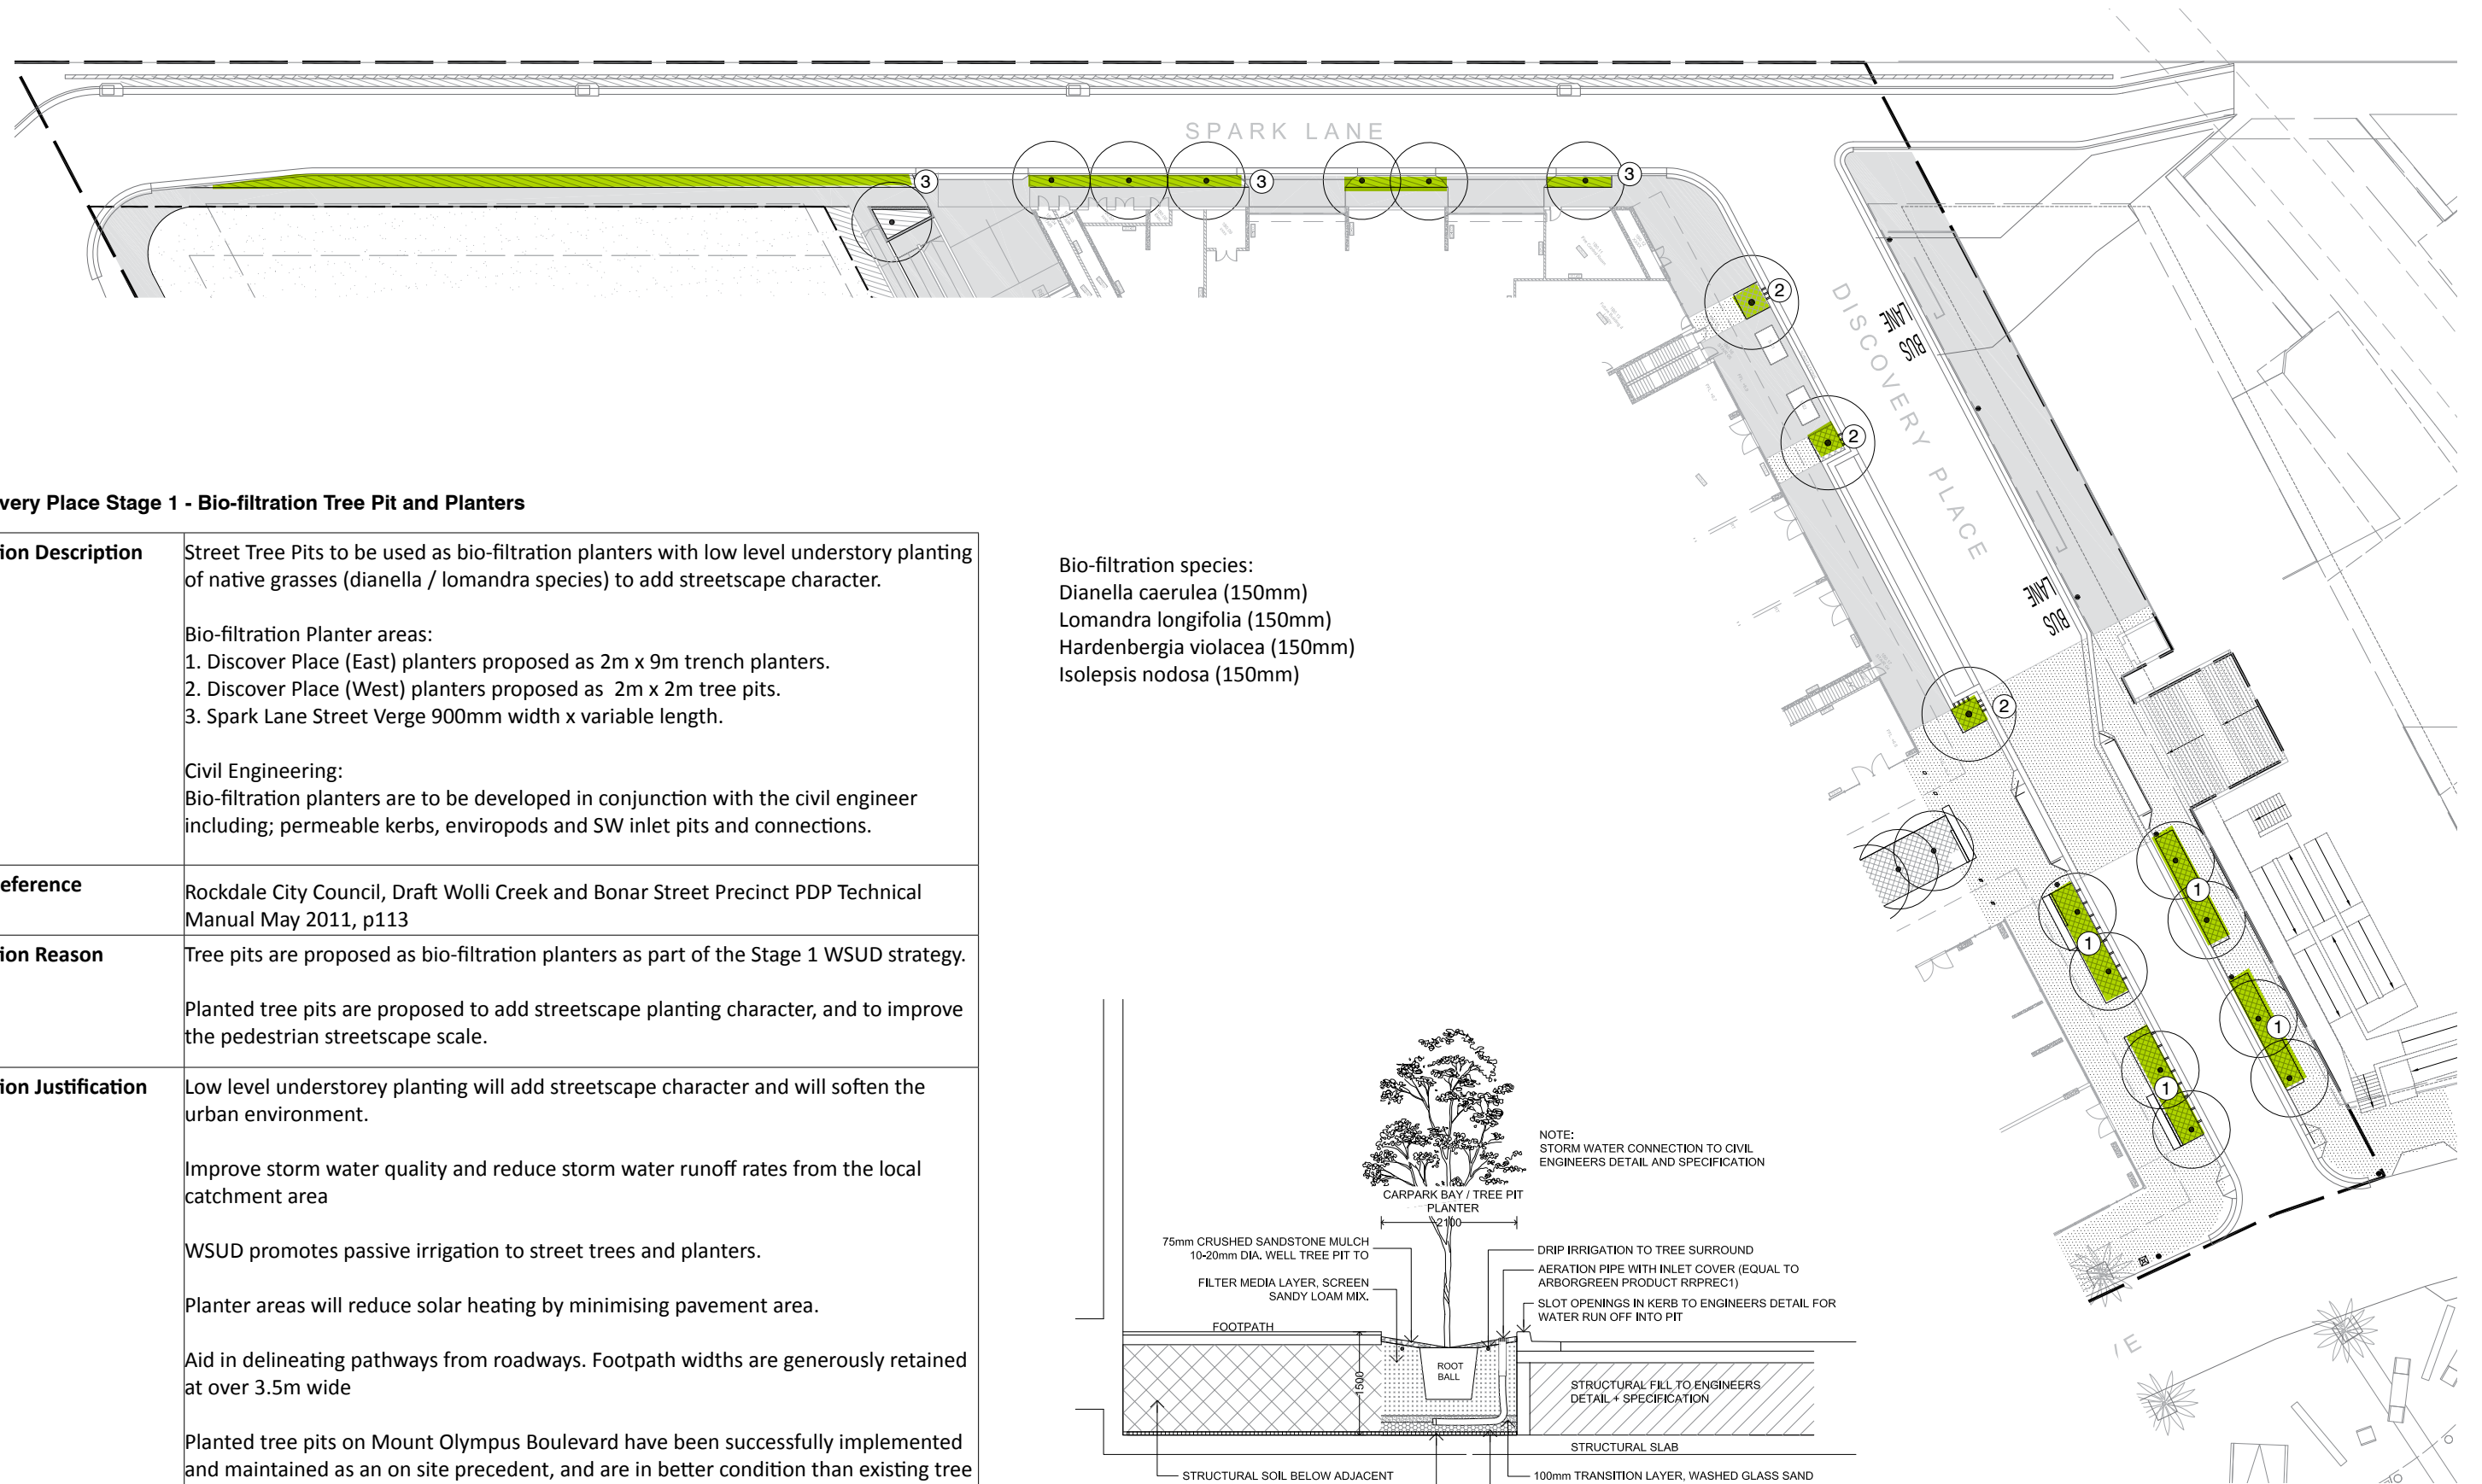 SPARK LANE
3
3
3
2
DISCOVERY PLACE
BUS
LANE
2
BUS
LANE
2
1
1
1
1
very Place Stage 1 - Bio-filtration Tree Pit and Planters
ion Description
Street Tree Pits to be used as bio-filtration planters with low level understory planting
of native grasses (dianella / lomandra species) to add streetscape character.
Bio-filtration Planter areas:
1. Discover Place (East) planters proposed as 2m x 9m trench planters.
2. Discover Place (West) planters proposed as 2m x 2m tree pits.
3. Spark Lane Street Verge 900mm width x variable length.
Civil Engineering:
Bio-filtration planters are to be developed in conjunction with the civil engineer
including; permeable kerbs, enviropods and SW inlet pits and connections.
eference
Rockdale City Council, Draft Wolli Creek and Bonar Street Precinct PDP Technical
Manual May 2011, p113
ion Reason
Tree pits are proposed as bio-filtration planters as part of the Stage 1 WSUD strategy.
Planted tree pits are proposed to add streetscape planting character, and to improve
the pedestrian streetscape scale.
ion Justification
Low level understorey planting will add streetscape character and will soften the
urban environment.
Improve storm water quality and reduce storm water runoff rates from the local
catchment area
WSUD promotes passive irrigation to street trees and planters.
Planter areas will reduce solar heating by minimising pavement area.
Aid in delineating pathways from roadways. Footpath widths are generously retained
at over 3.5m wide
Planted tree pits on Mount Olympus Boulevard have been successfully implemented
and maintained as an on site precedent, and are in better condition than existing tree
Bio-filtration species:
Dianella caerulea (150mm)
Lomandra longifolia (150mm)
Hardenbergia violacea (150mm)
Isolepsis nodosa (150mm)
NOTE:
STORM WATER CONNECTION TO CIVIL
ENGINEERS DETAIL AND SPECIFICATION
CARPARK BAY / TREE PIT
PLANTER
2100
75mm CRUSHED SANDSTONE MULCH
10-20mm DIA. WELL TREE PIT TO
FILTER MEDIA LAYER, SCREEN
SANDY LOAM MIX.
DRIP IRRIGATION TO TREE SURROUND
AERATION PIPE WITH INLET COVER (EQUAL TO
ARBORGREEN PRODUCT RRPREC1)
SLOT OPENINGS IN KERB TO ENGINEERS DETAIL FOR
WATER RUN OFF INTO PIT
FOOTPATH
1500
ROOT
BALL
STRUCTURAL FILL TO ENGINEERS
DETAIL + SPECIFICATION
STRUCTURAL SLAB
STRUCTURAL SOIL BELOW ADJACENT
100mm TRANSITION LAYER, WASHED GLASS SAND